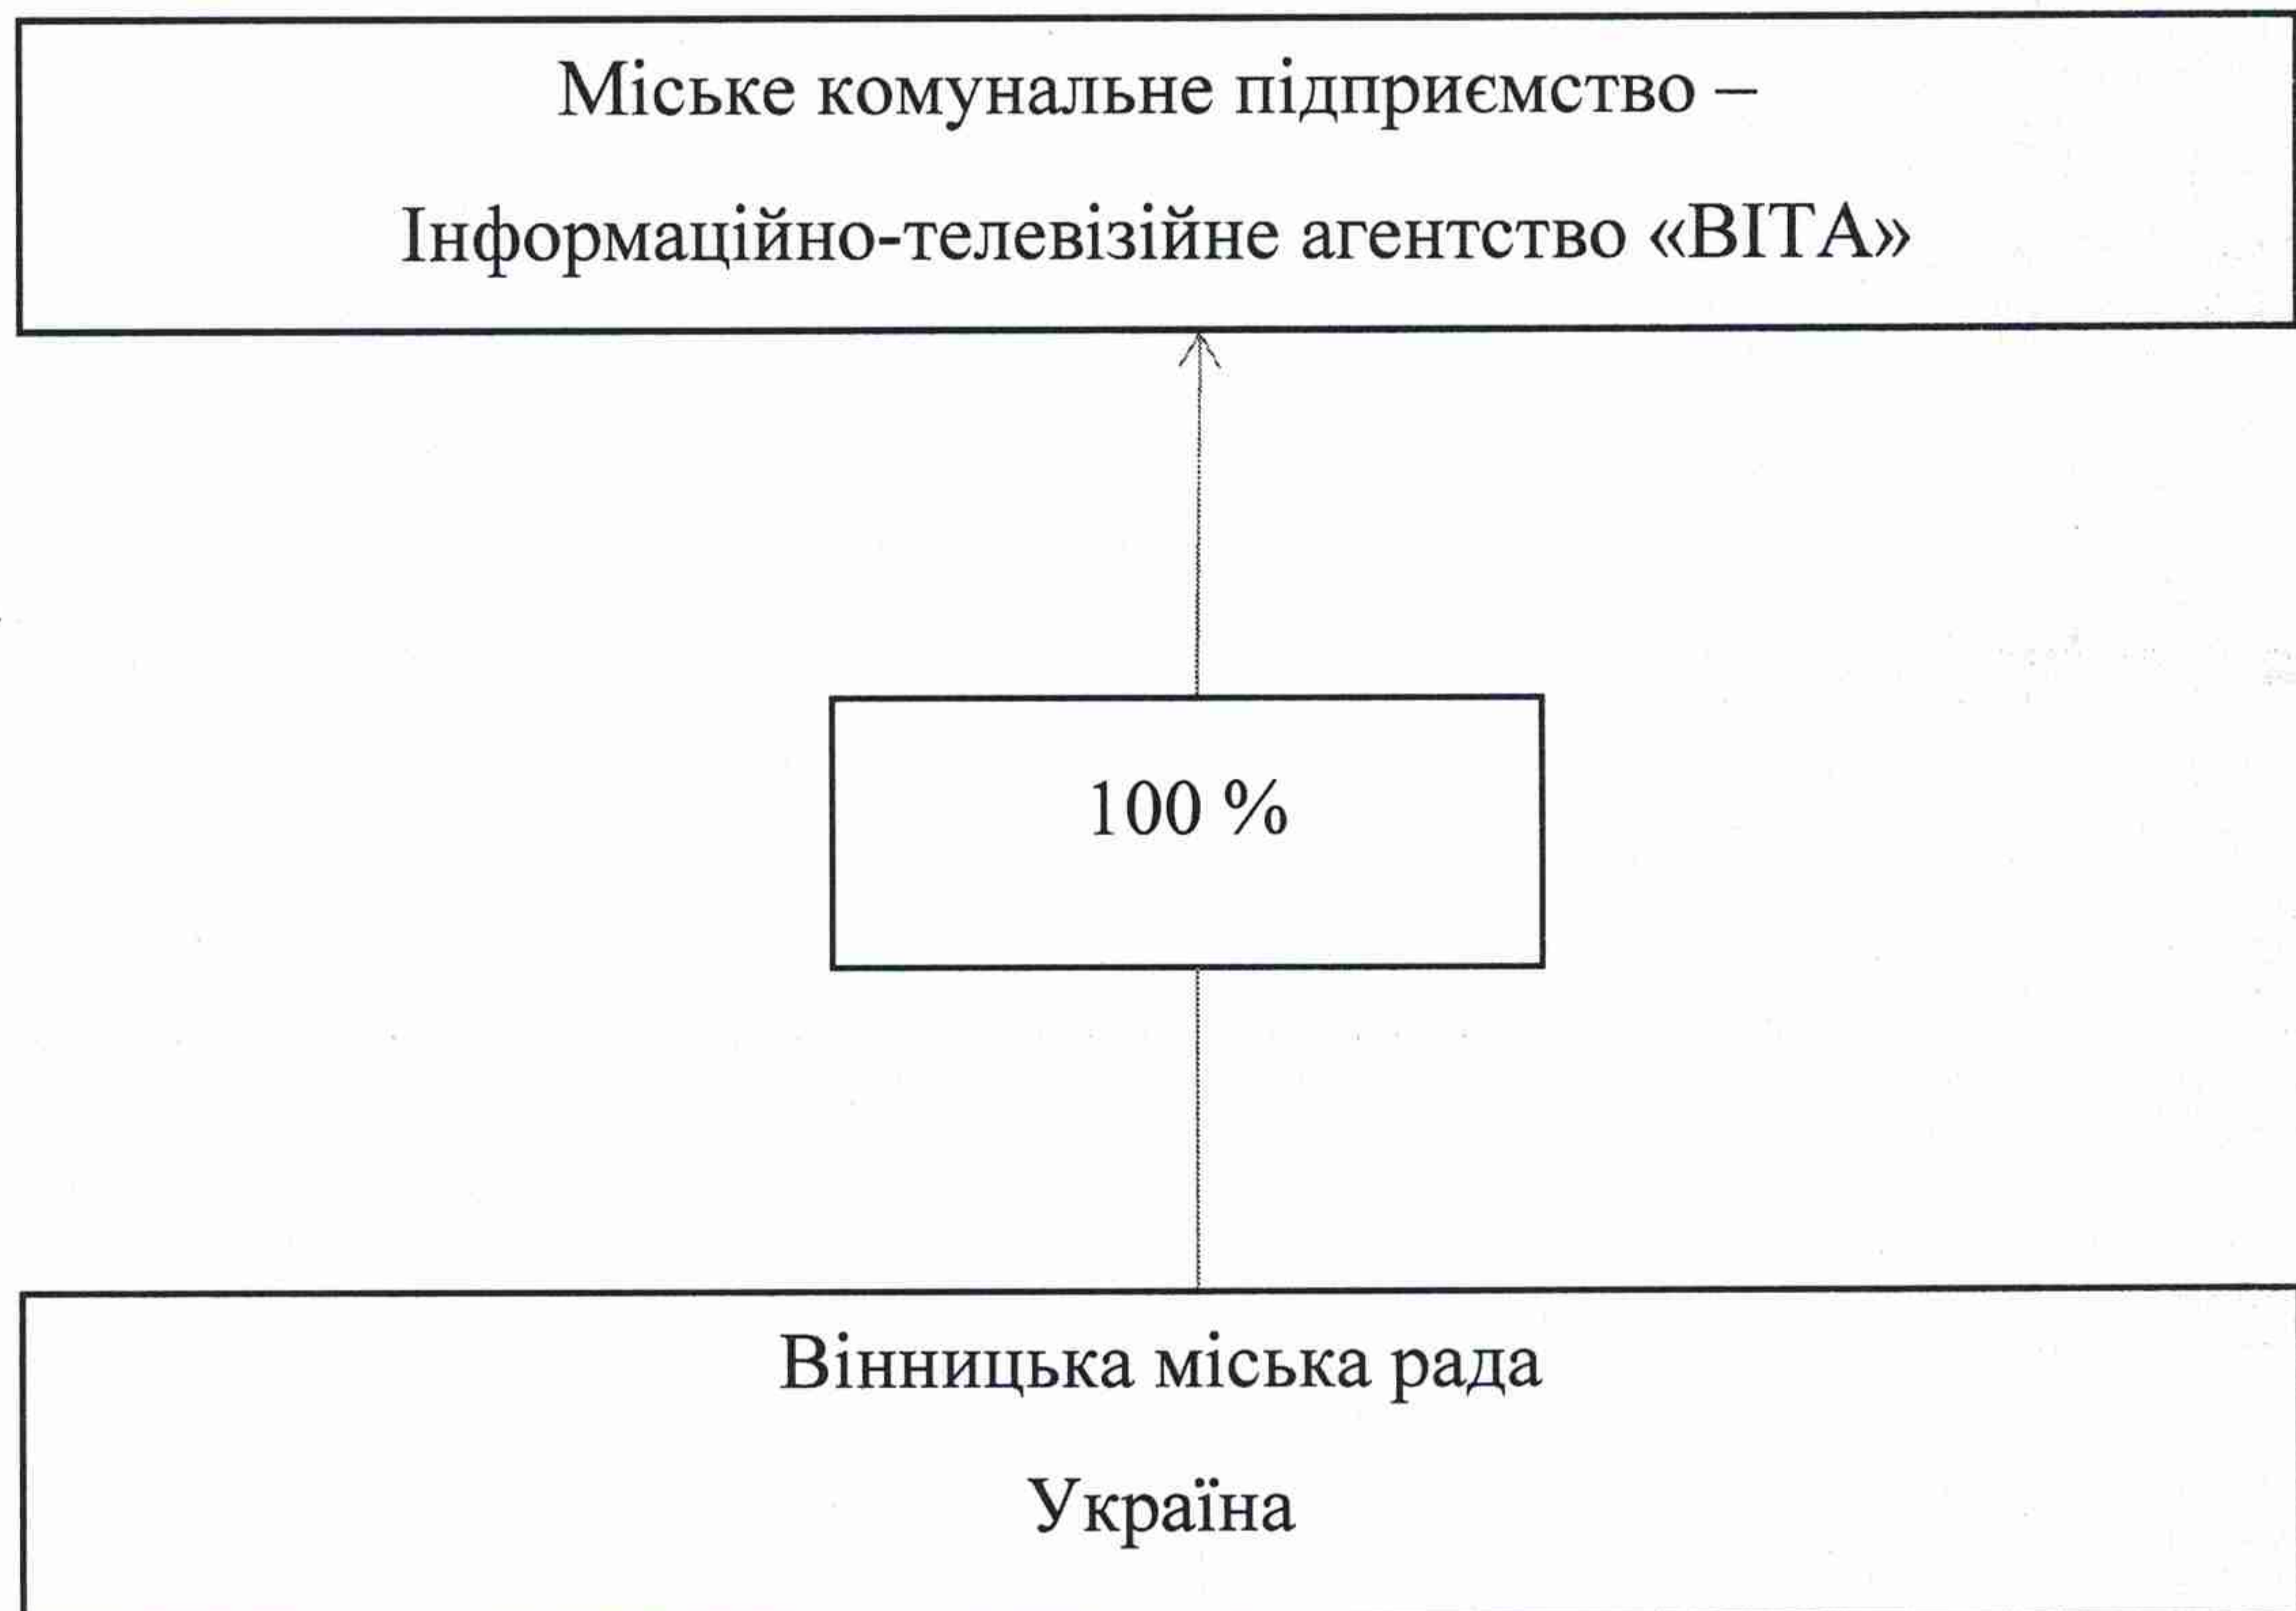 Міське комунальне підприємство –
Інформаційно-телевізійне агентство «ВІТА»
100 %
Вінницька міська рада
Україна